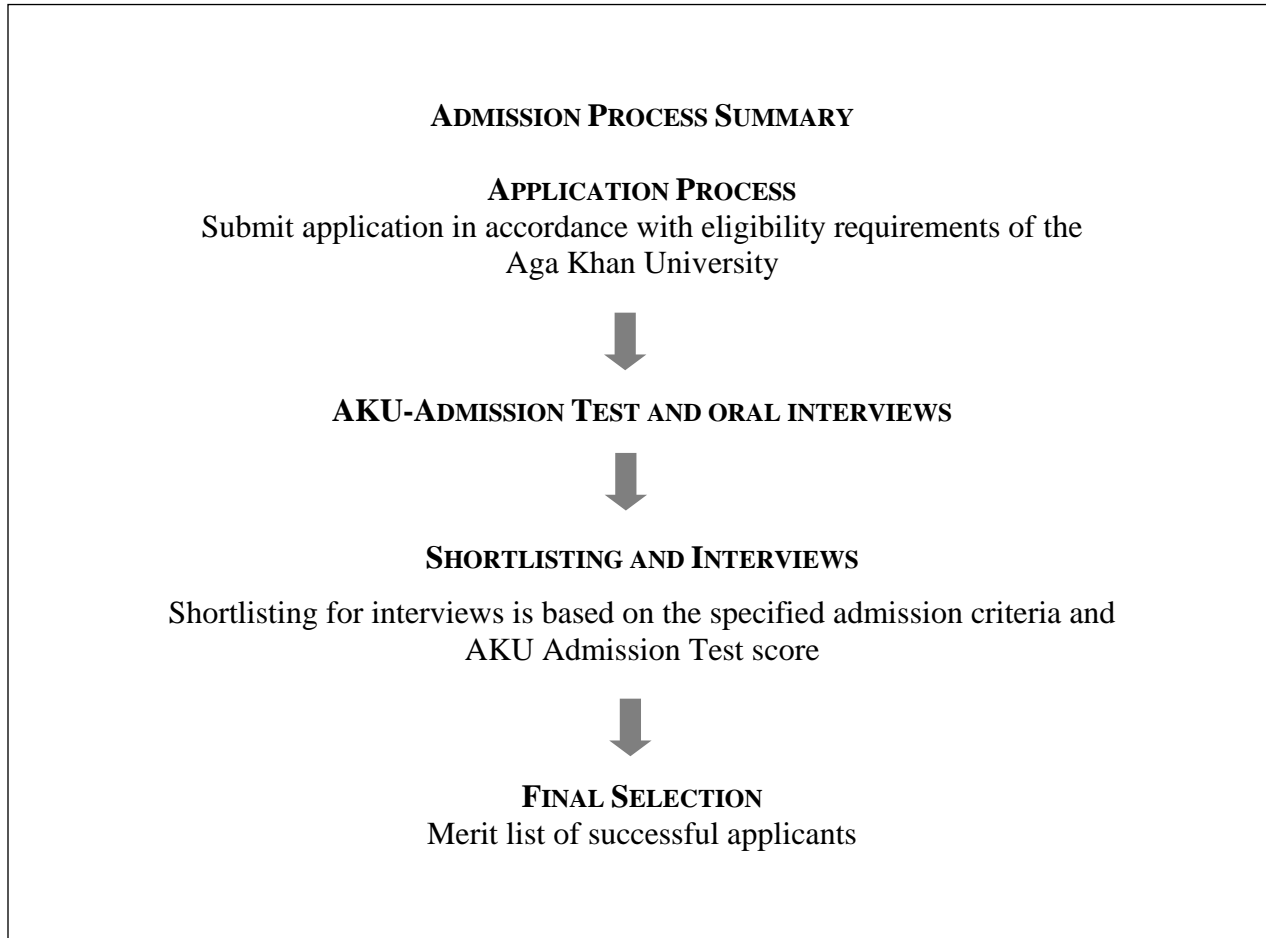 ADMISSION PROCESS SUMMARY
APPLICATION PROCESS
Submit application in accordance with eligibility requirements of the
Aga Khan University
AKU-ADMISSION TEST AND ORAL INTERVIEWS
SHORTLISTING AND INTERVIEWS
Shortlisting for interviews is based on the specified admission criteria and
AKU Admission Test score
FINAL SELECTION
Merit list of successful applicants